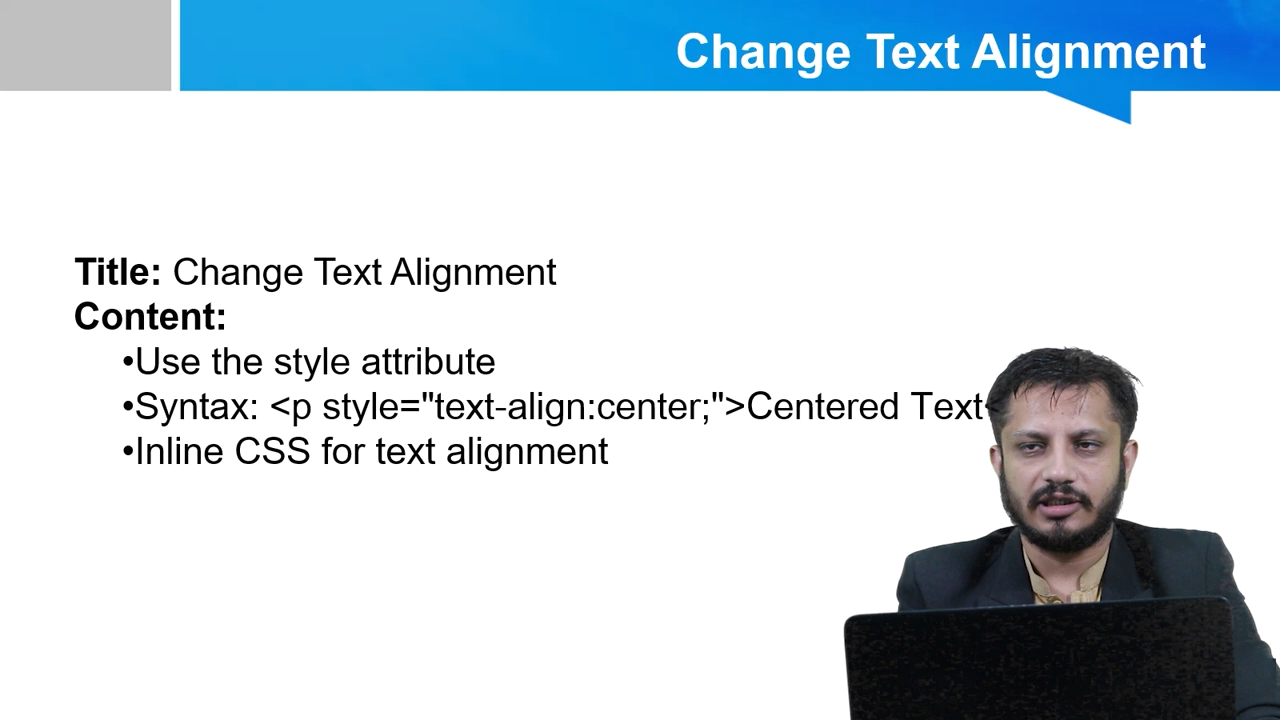 Change Text Alignment
Title: Change Text Alignment
Content:
•Use the style attribute
•Syntax: <p style="text-align:center;">Centered Text<
•Inline CSS for text alignment